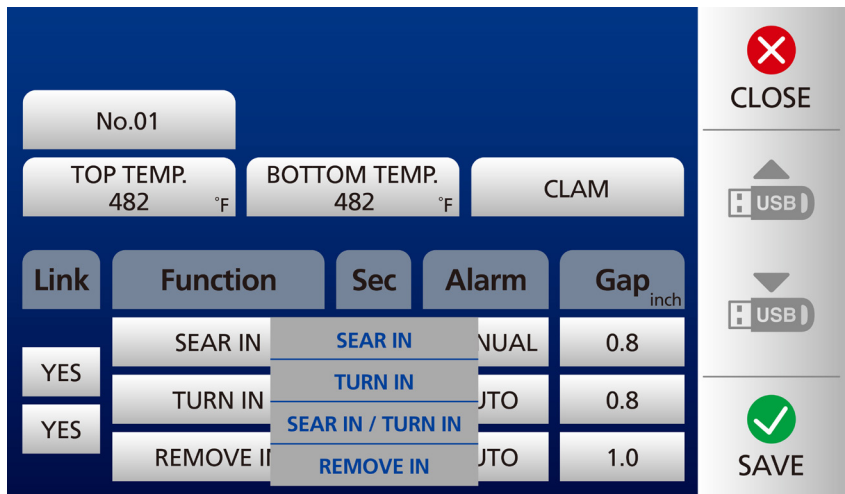 No.01
TOP TEMP.
482 °F
BOTTOM TEMP.
482 °F
CLAM
Link Function Sec Alarm Gap inch
SEAR IN 0.8
YES
TURN IN 0.8
YES
REMOVE 1.0
SEAR IN
TURN IN
SEAR IN / TURN IN
REMOVE IN
CLOSE
USB
USB
SAVE